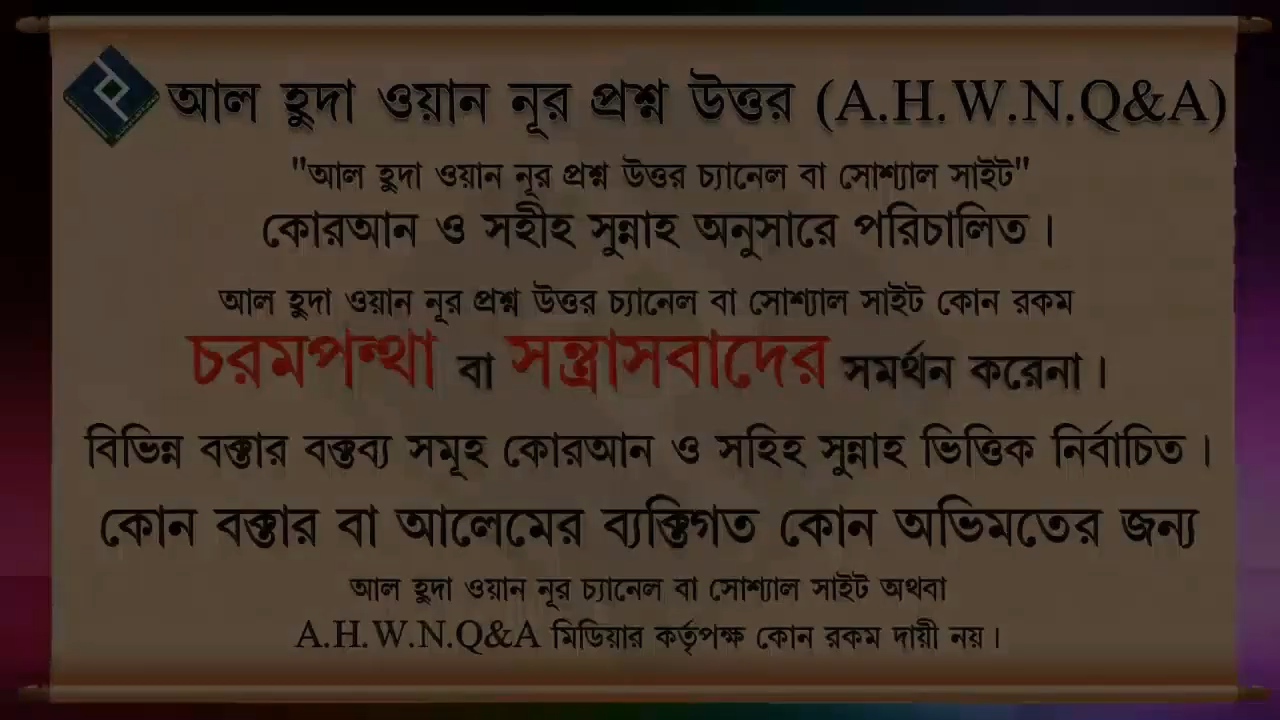 আল হুদা ওয়ান নূর প্রশ্ন উত্তর (A.H.W.N.Q&A)
"আল হুদা ওয়ান নূর প্রশ্ন উত্তর চ্যানেল বা সোশ্যাল সাইট"
কোরআন ও সহীহ সুন্নাহ অনুসারে পরিচালিত।
আল হুদা ওয়ান নূর প্রশ্ন উত্তর চ্যানেল বা সোশ্যাল সাইট কোন রকম
চরমপন্থা বা সন্ত্রাসবাদের সমর্থন করেনা।
বিভিন্ন বক্তার বক্তব্য সমূহ কোরআন ও সহিহ সুন্নাহ ভিত্তিক নির্বাচিত।
কোন বক্তার বা আলেমের ব্যক্তিগত কোন অভিমতের জন্য
আল হুদা ওয়ান নূর চ্যানেল বা সোশ্যাল সাইট অথবা
A.H.W.N.Q&A মিডিয়ার কর্তৃপক্ষ কোন রকম দায়ী নয়।